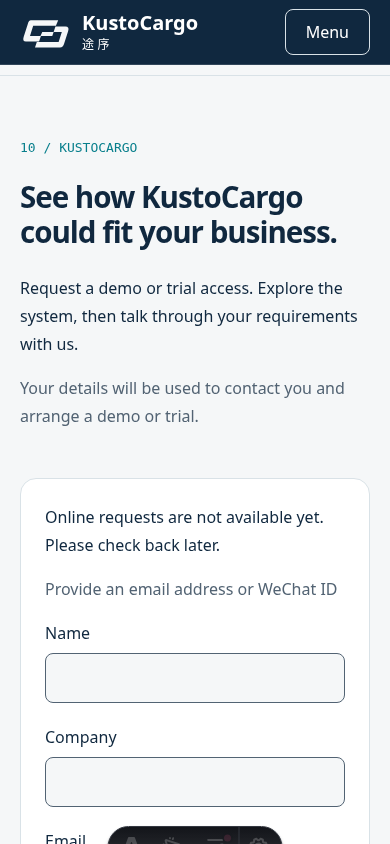 KustoCargo
途序
Menu
10 / KUSTOCARGO
See how KustoCargo
could fit your business.
Request a demo or trial access. Explore the
system, then talk through your requirements
with us.
Your details will be used to contact you and
arrange a demo or trial.
Online requests are not available yet.
Please check back later.
Provide an email address or WeChat ID
Name
Company
Email